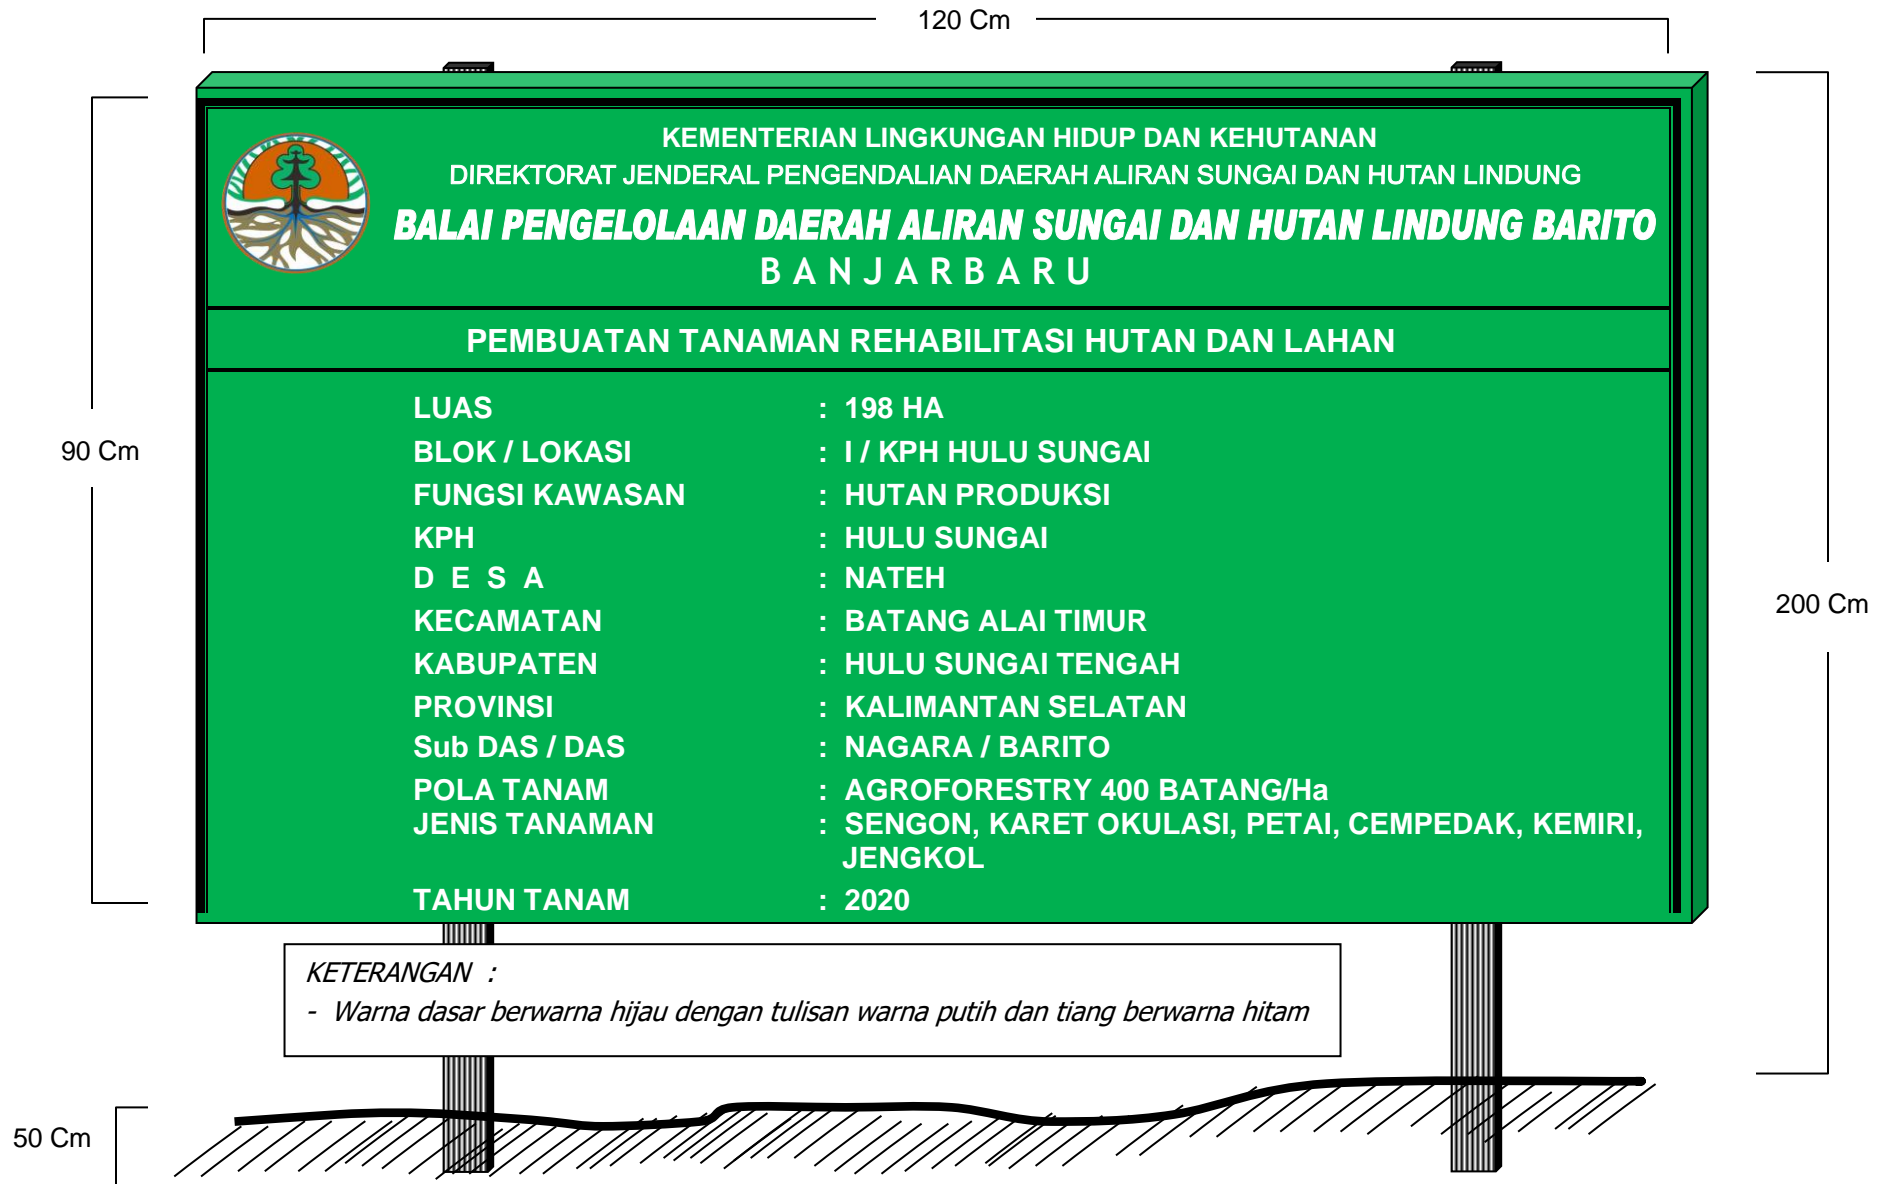 120 Cm
KEMENTERIAN LINGKUNGAN HIDUP DAN KEHUTANAN
DIREKTORAT JENDERAL PENGENDALIAN DAERAH ALIRAN SUNGAI DAN HUTAN LINDUNG
BALAI PENGELOLAAN DAERAH ALIRAN SUNGAI DAN HUTAN LINDUNG BARITO
B A N J A R B A R U
PEMBUATAN TANAMAN REHABILITASI HUTAN DAN LAHAN
LUAS : 198 HA
BLOK / LOKASI : I / KPH HULU SUNGAI
FUNGSI KAWASAN : HUTAN PRODUKSI
KPH : HULU SUNGAI
D E S A : NATEH
KECAMATAN : BATANG ALAI TIMUR
KABUPATEN : HULU SUNGAI TENGAH
PROVINSI : KALIMANTAN SELATAN
Sub DAS / DAS : NAGARA / BARITO
POLA TANAM : AGROFORESTRY 400 BATANG/Ha
JENIS TANAMAN : SENGON, KARET OKULASI, PETAI, CEMPEDAK, KEMIRI,
JENGKOL
TAHUN TANAM : 2020
90 Cm
200 Cm
KETERANGAN :
- Warna dasar berwarna hijau dengan tulisan warna putih dan tiang berwarna hitam
50 Cm